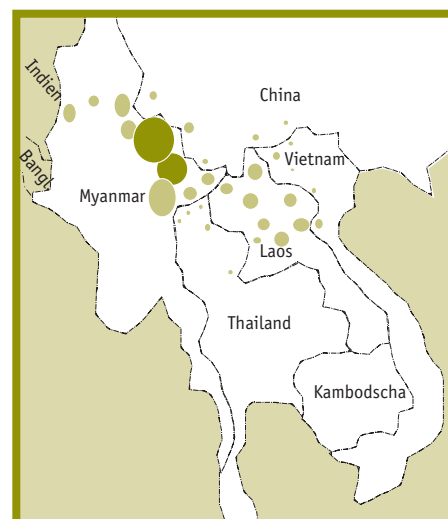 Indien
China
Bangl.
Vietnam
Myanmar
Laos
Thailand
Kambodscha